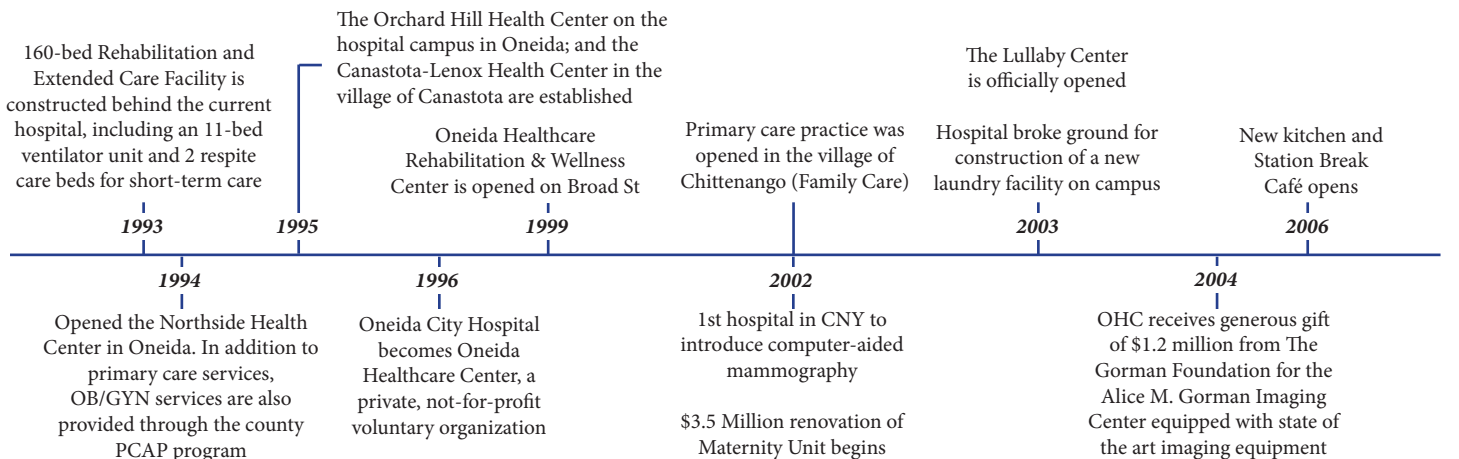 160-bed Rehabilitation and
Extended Care Facility is
constructed behind the current
hospital, including an 11-bed
ventilator unit and 2 respite
care beds for short-term care
1993
The Orchard Hill Health Center on the
hospital campus in Oneida; and the
Canastota-Lenox Health Center in the
village of Canastota are established
1995
Oneida Healthcare
Rehabilitation & Wellness
Center is opened on Broad St
1999
Primary care practice was
opened in the village of
Chittenango (Family Care)
The Lullaby Center
is officially opened
Hospital broke ground for
construction of a new
laundry facility on campus
2003
New kitchen and
Station Break
Café opens
2006
1994
Opened the Northside Health
Center in Oneida. In addition to
primary care services,
OB/GYN services are also
provided through the county
PCAP program
1996
Oneida City Hospital
becomes Oneida
Healthcare Center, a
private, not-for-profit
voluntary organization
2002
1st hospital in CNY to
introduce computer-aided
mammography
$3.5 Million renovation of
Maternity Unit begins
2004
OHC receives generous gift
of $1.2 million from The
Gorman Foundation for the
Alice M. Gorman Imaging
Center equipped with state of
the art imaging equipment